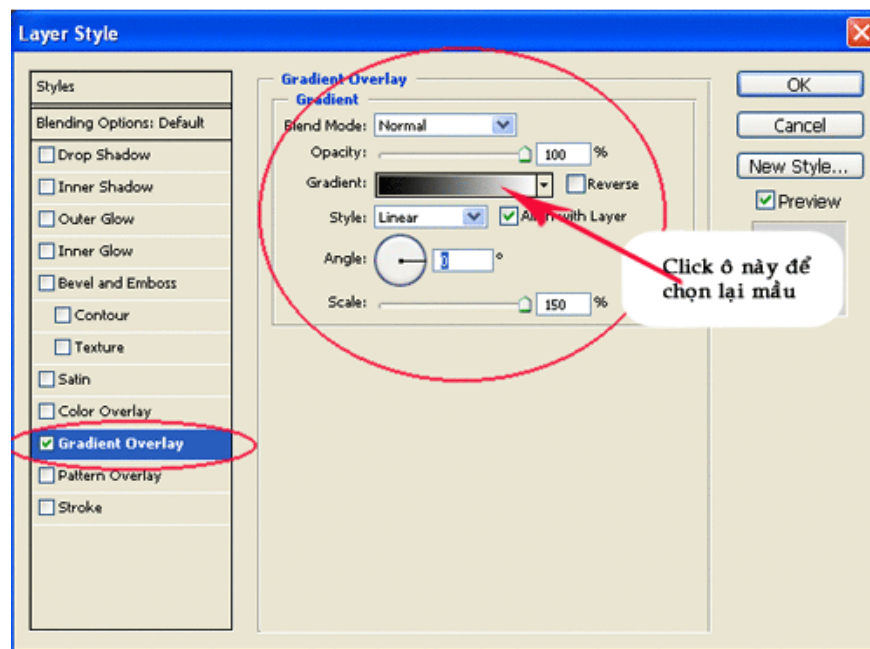 Layer Style
Styles
Blending Options: Default
Drop Shadow
Inner Shadow
Outer Glow
Inner Glow
Bevel and Emboss
Contour
Texture
Satin
Color Overlay
Gradient Overlay
Pattern Overlay
Stroke
Gradient Overlay
Gradient
Blend Mode: Normal
Opacity: 100 %
Gradient: Reverse
Style: Linear Align with Layer
Angle: 0 °
Scale: 150 %
Click ô này để
chọn lại mầu
OK
Cancel
New Style...
Preview